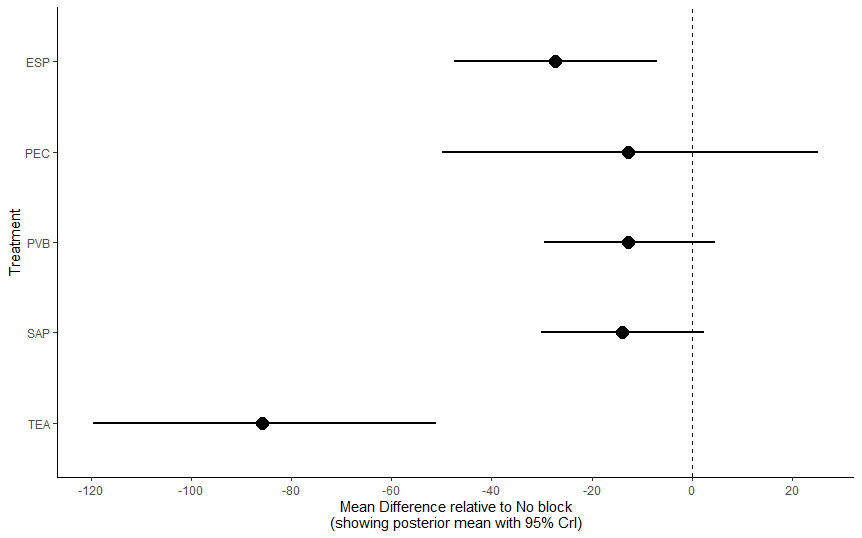 ESP
PEC
PVB
SAP
TEA
Treatment
-120 -100 -80 -60 -40 -20 0 20
Mean Difference relative to No block
(showing posterior mean with 95% CrI)